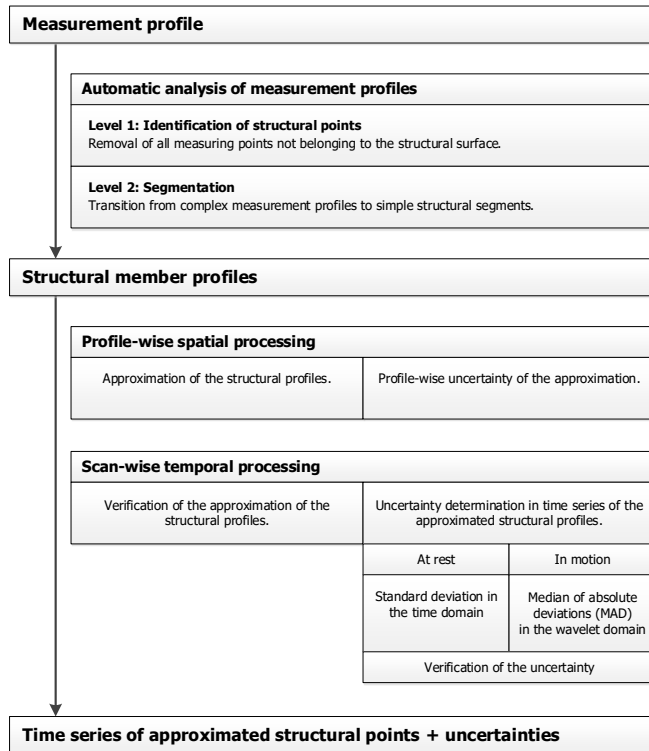 Measurement profile
Automatic analysis of measurement profiles
Level 1: Identification of structural points
Removal of all measuring points not belonging to the structural surface.
Level 2: Segmentation
Transition from complex measurement profiles to simple structural segments.
Structural member profiles
Profile-wise spatial processing
Approximation of the structural profiles.
Profile-wise uncertainty of the approximation.
Scan-wise temporal processing
Verification of the approximation of the
structural profiles.
Uncertainty determination in time series of the
approximated structural profiles.
At rest
In motion
Standard deviation in
the time domain
Median of absolute
deviations (MAD)
in the wavelet domain
Verification of the uncertainty
Time series of approximated structural points + uncertainties